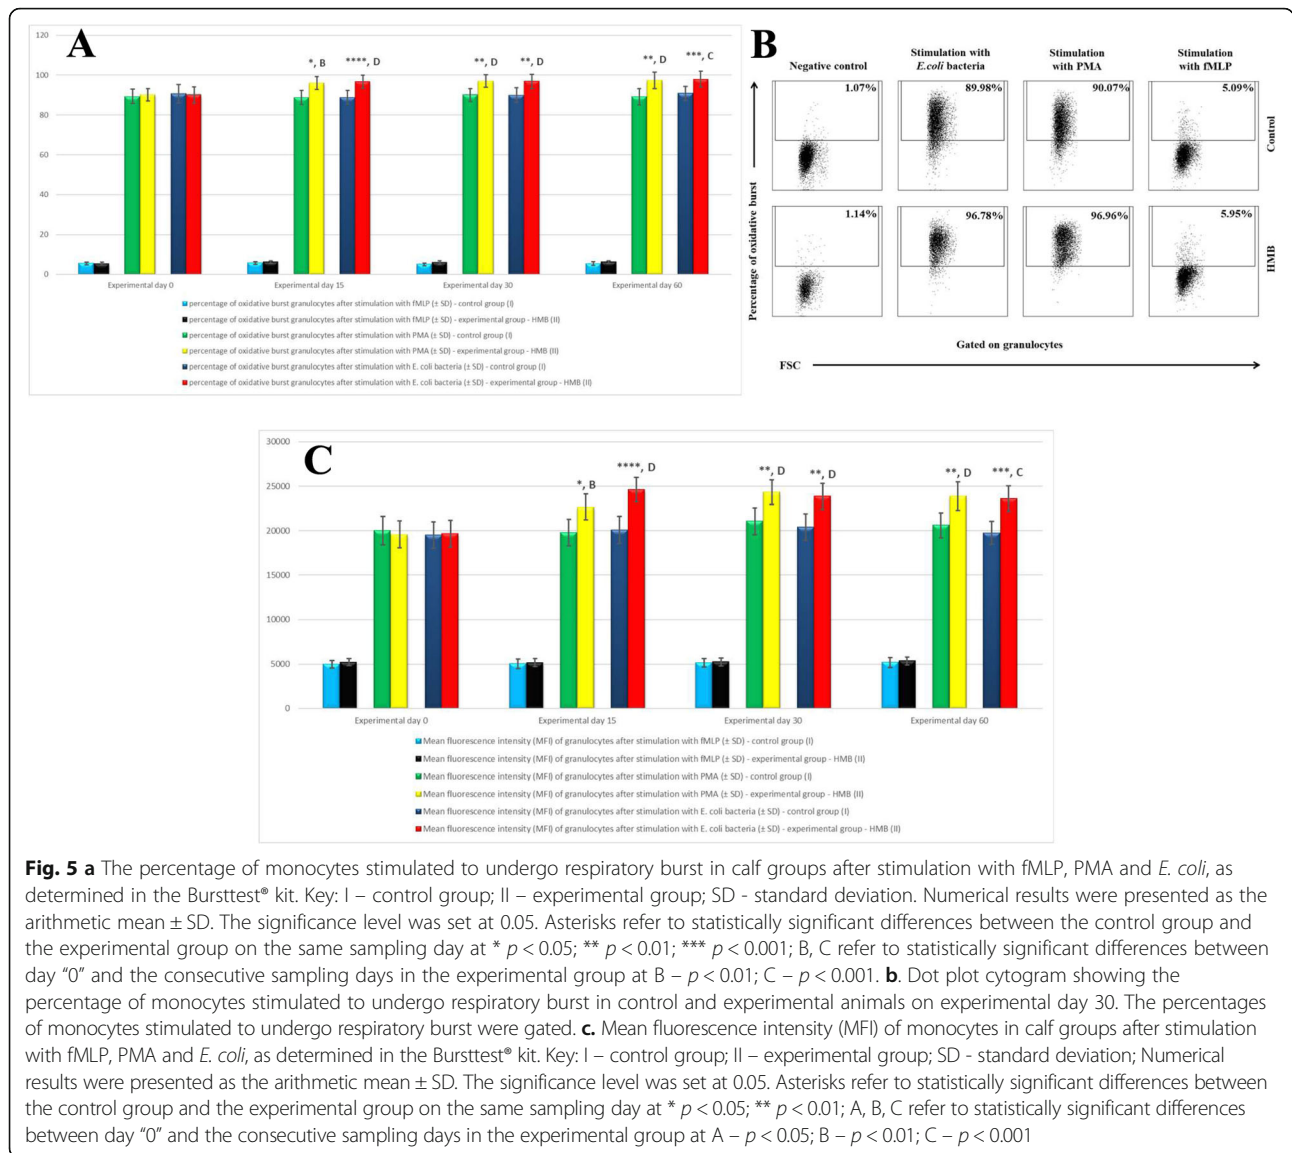 A
120
100
80
60
40
20
0
*, B
****, D
**, D
**, D
**, D
***, C
Experimental day 0
Experimental day 15
Experimental day 30
Experimental day 60
percentage of oxidative burst granulocytes after stimulation with fMLP (± SD) - control group (I)
percentage of oxidative burst granulocytes after stimulation with fMLP (± SD) - experimental group - HMB (II)
percentage of oxidative burst granulocytes after stimulation with PMA (± SD) - control group (I)
percentage of oxidative burst granulocytes after stimulation with PMA (± SD) - experimental group - HMB (II)
percentage of oxidative burst granulocytes after stimulation with E. coli bacteria (± SD) - control group (I)
percentage of oxidative burst granulocytes after stimulation with E. coli bacteria (± SD) - experimental group - HMB (II)
B
Negative control
Stimulation with
E.coli bacteria
Stimulation
with PMA
Stimulation
with fMLP
1.07%
89.98%
90.07%
5.09%
Control
1.14%
96.78%
96.96%
5.95%
HMB
Percentage of oxidative burst
Gated on granulocytes
FSC
C
30000
25000
20000
15000
10000
5000
0
*, B
****, D
**, D
**, D
**, D
***, C
Experimental day 0
Experimental day 15
Experimental day 30
Experimental day 60
Mean fluorescence intensity (MFI) of granulocytes after stimulation with fMLP (± SD) - control group (I)
Mean fluorescence intensity (MFI) of granulocytes after stimulation with fMLP (± SD) - experimental group - HMB (II)
Mean fluorescence intensity (MFI) of granulocytes after stimulation with PMA (± SD) - control group (I)
Mean fluorescence intensity (MFI) of granulocytes after stimulation with PMA (± SD) - experimental group - HMB (II)
Mean fluorescence intensity (MFI) of granulocytes after stimulation with E. coli bacteria (± SD) - control group (I)
Mean fluorescence intensity (MFI) of granulocytes after stimulation with E. coli bacteria (± SD) - experimental group - HMB (II)
Fig. 5 a The percentage of monocytes stimulated to undergo respiratory burst in calf groups after stimulation with fMLP, PMA and E. coli, as
determined in the Bursttest® kit. Key: I – control group; II – experimental group; SD - standard deviation. Numerical results were presented as the
arithmetic mean ± SD. The significance level was set at 0.05. Asterisks refer to statistically significant differences between the control group and
the experimental group on the same sampling day at * p < 0.05; ** p < 0.01; *** p < 0.001; B, C refer to statistically significant differences between
day “0” and the consecutive sampling days in the experimental group at B – p < 0.01; C – p < 0.001. b. Dot plot cytogram showing the
percentage of monocytes stimulated to undergo respiratory burst in control and experimental animals on experimental day 30. The percentages
of monocytes stimulated to undergo respiratory burst were gated. c. Mean fluorescence intensity (MFI) of monocytes in calf groups after stimulation
with fMLP, PMA and E. coli, as determined in the Bursttest® kit. Key: I – control group; II – experimental group; SD - standard deviation; Numerical
results were presented as the arithmetic mean ± SD. The significance level was set at 0.05. Asterisks refer to statistically significant differences between
the control group and the experimental group on the same sampling day at * p < 0.05; ** p < 0.01; A, B, C refer to statistically significant differences
between day “0” and the consecutive sampling days in the experimental group at A – p < 0.05; B – p < 0.01; C – p < 0.001